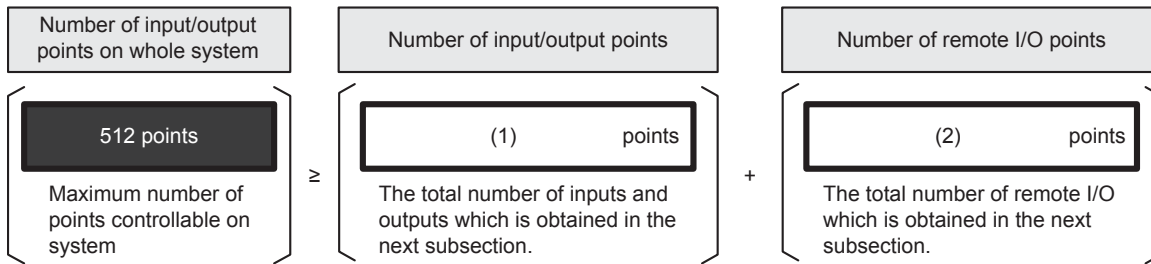 Number of input/output
points on whole system
Number of input/output points
Number of remote I/O points
512 points
(1) points
(2) points
Maximum number of
points controllable on
system
≥
The total number of inputs and
outputs which is obtained in the
next subsection.
+
The total number of remote I/O
which is obtained in the next
subsection.